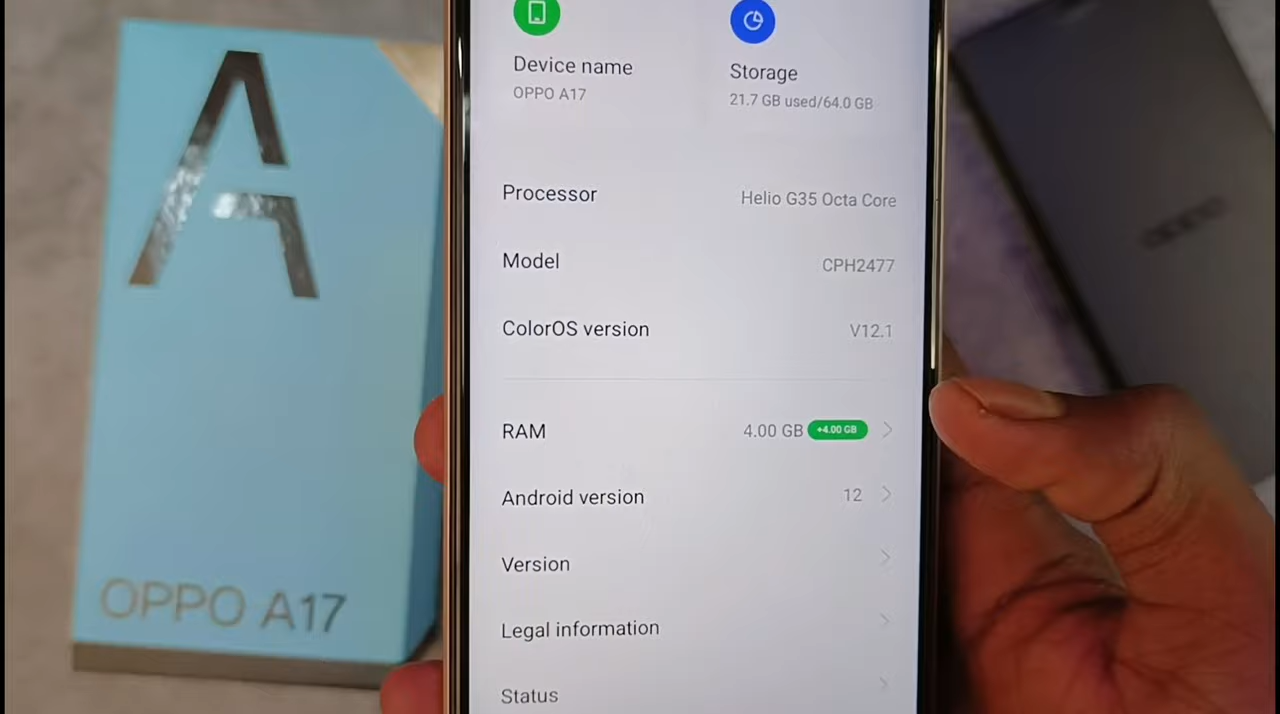 A
OPPO A17
Device name
OPPO A17
Storage
21.7 GB used/64.0 GB
Processor
Helio G35 Octa Core
Model
CPH2477
ColorOS version
V12.1
RAM
4.00 GB +4.00 GB
Android version
12
Version
Legal information
Status
oppo